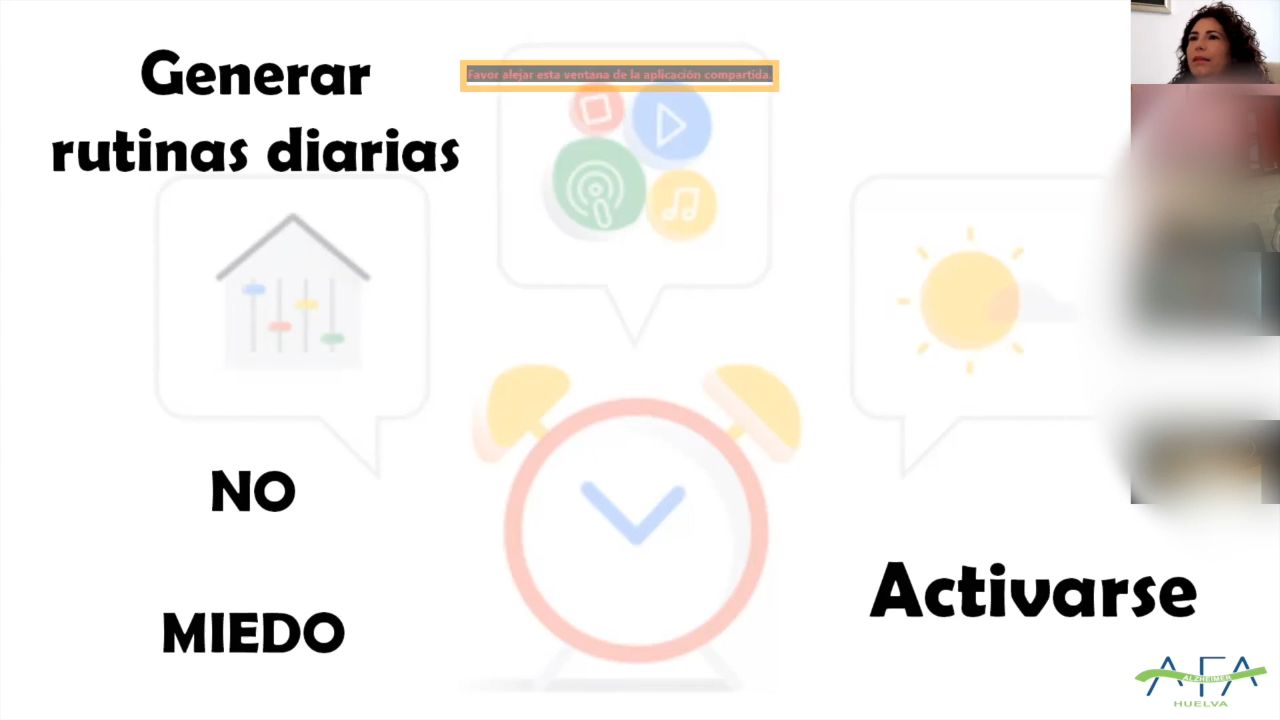 Generar
rutinas diarias
Favor alejar esta ventana de la aplicación compartida.
NO
MIEDO
Activarse
AFA
ALZHEIMER
HUELVA